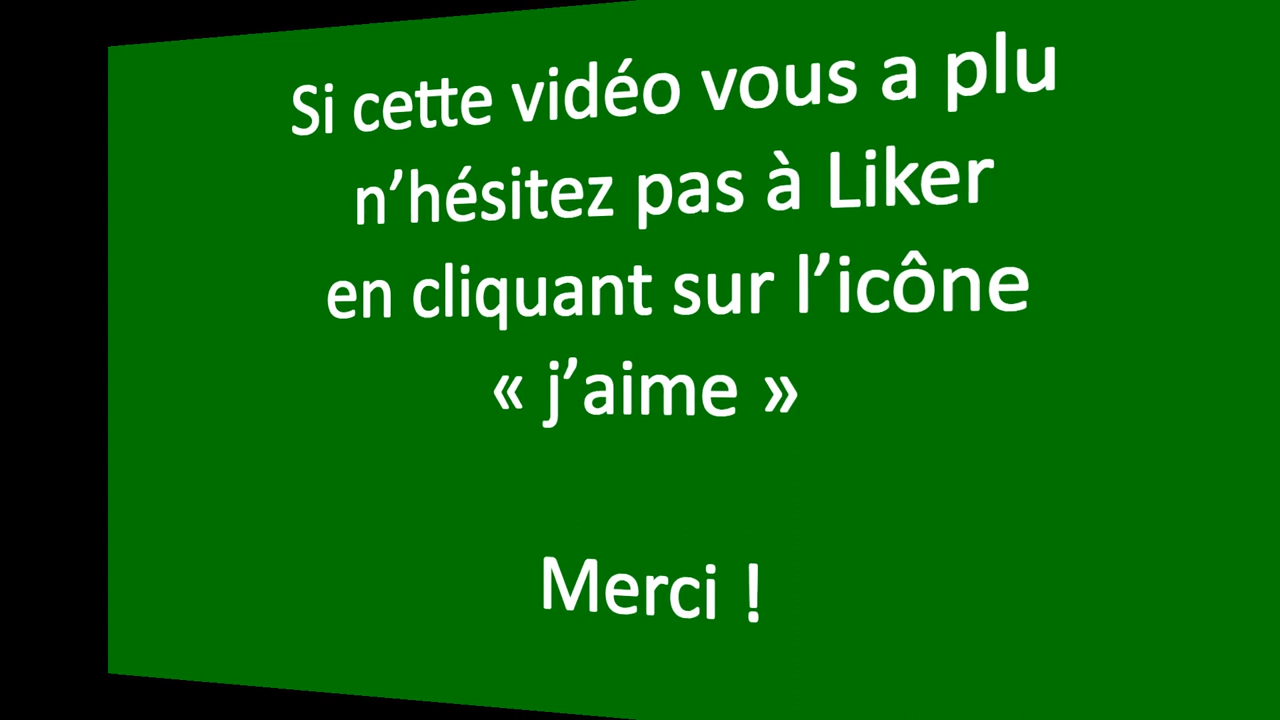 Si cette vidéo vous a plu
n’hésitez pas à Liker
en cliquant sur l’icône
« j’aime »
Merci !